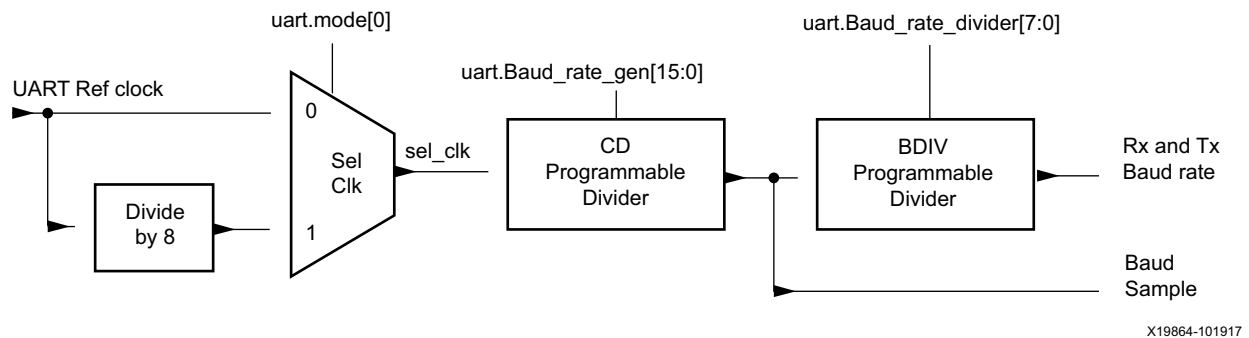 uart.mode[0]
uart.Baud_rate_divider[7:0]
uart.Baud_rate_gen[15:0]
UART Ref clock
0
Sel
Clk
1
sel_clk
Divide
by 8
CD
Programmable
Divider
BDIV
Programmable
Divider
Rx and Tx
Baud rate
Baud
Sample
X19864-101917